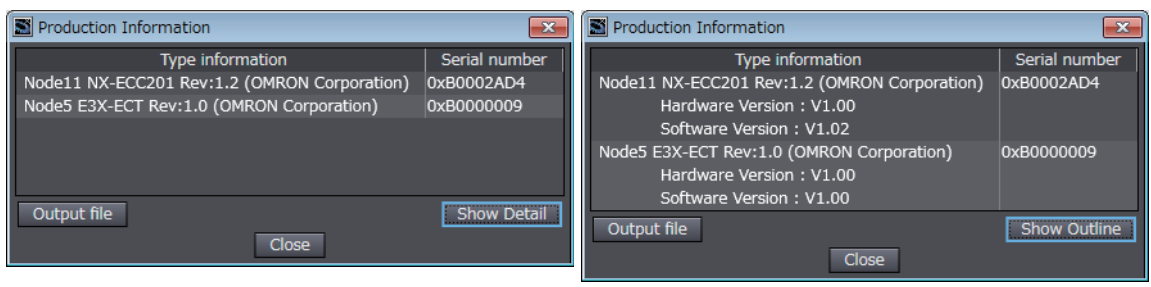 Production Information
Type information Serial number
Node11 NX-ECC201 Rev:1.2 (OMRON Corporation) 0xB0002AD4
Node5 E3X-ECT Rev:1.0 (OMRON Corporation) 0xB0000009
Output file Show Detail
Close
Production Information
Type information Serial number
Node11 NX-ECC201 Rev:1.2 (OMRON Corporation) 0xB0002AD4
Hardware Version : V1.00
Software Version : V1.02
Node5 E3X-ECT Rev:1.0 (OMRON Corporation) 0xB0000009
Hardware Version : V1.00
Software Version : V1.00
Output file Show Outline
Close